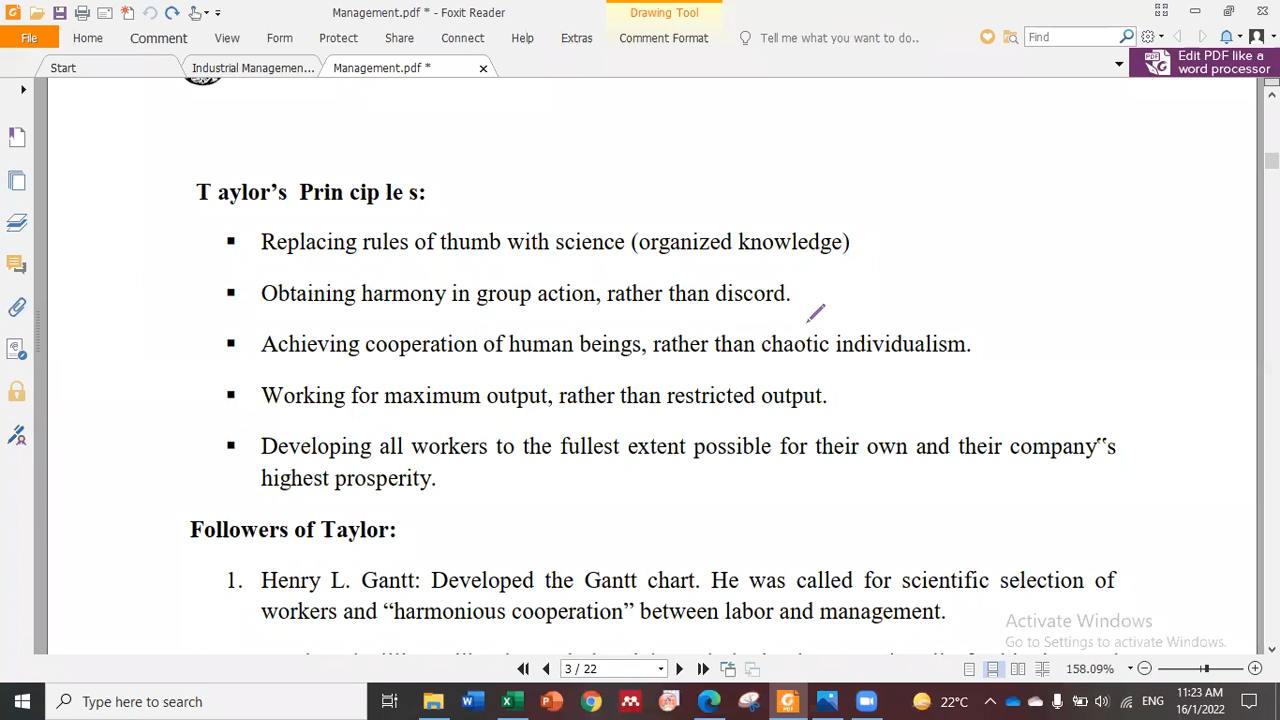 Management.pdf * - Foxit Reader
Drawing Tool
File Home Comment View Form Protect Share Connect Help Extras Comment Format Tell me what you want to do.. Find
Start Industrial Managemen... Management.pdf * Edit PDF like a
word processor
T aylor’s Prin cip le s:
▪ Replacing rules of thumb with science (organized knowledge)
▪ Obtaining harmony in group action, rather than discord.
▪ Achieving cooperation of human beings, rather than chaotic individualism.
▪ Working for maximum output, rather than restricted output.
▪ Developing all workers to the fullest extent possible for their own and their company‟s
highest prosperity.
Followers of Taylor:
1. Henry L. Gantt: Developed the Gantt chart. He was called for scientific selection of
workers and “harmonious cooperation” between labor and management.
Activate Windows
Go to Settings to activate Windows.
3 / 22 158.09%
Type here to search 22°C ENG 11:23 AM
16/1/2022